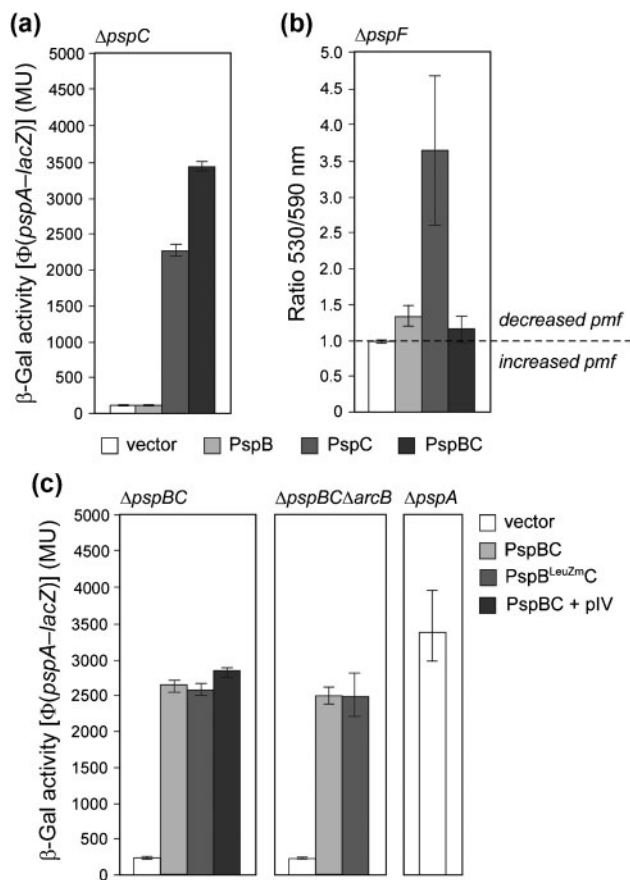 (a)
ΔpspC
β-Gal activity [Φ(pspA–lacZ)] (MU)
5000
4500
4000
3500
3000
2500
2000
1500
1000
500
0
(b)
ΔpspF
Ratio 530/590 nm
5.0
4.5
4.0
3.5
3.0
2.5
2.0
1.5
1.0
0.5
0
decreased pmf
increased pmf
vector PspB PspC PspBC
(c)
ΔpspBC
ΔpspBCΔarcB
ΔpspA
β-Gal activity [Φ(pspA–lacZ)] (MU)
5000
4500
4000
3500
3000
2500
2000
1500
1000
500
0
vector
PspBC
PspBLeuZmC
PspBC + pIV